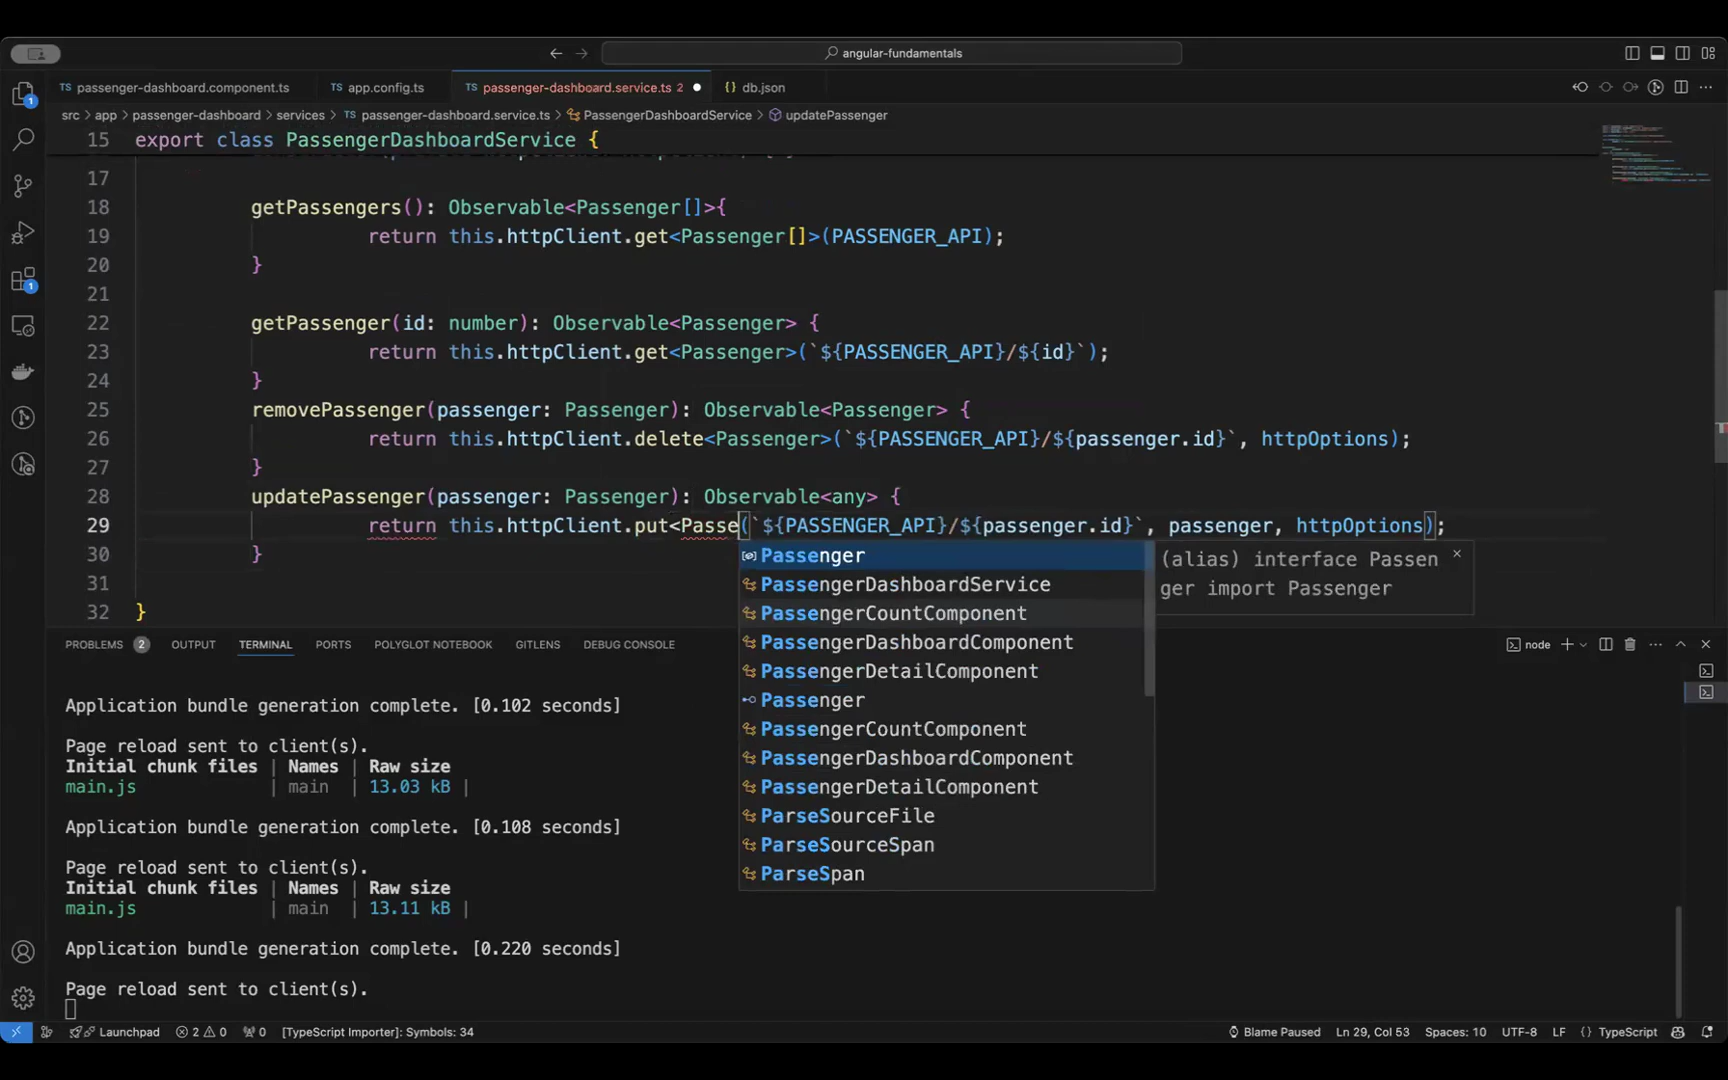 angular-fundamentals
TS passenger-dashboard.component.ts TS app.config.ts TS passenger-dashboard.service.ts 2 {} db.json
src > app > passenger-dashboard > services > TS passenger-dashboard.service.ts > PassengerDashboardService > updatePassenger
15 export class PassengerDashboardService {
17
18 getPassengers(): Observable<Passenger[]>{
19 return this.httpClient.get<Passenger[]>(PASSENGER_API);
20 }
21
22 getPassenger(id: number): Observable<Passenger> {
23 return this.httpClient.get<Passenger>(`${PASSENGER_API}/${id}`);
24 }
25 removePassenger(passenger: Passenger): Observable<Passenger> {
26 return this.httpClient.delete<Passenger>(`${PASSENGER_API}/${passenger.id}`, httpOptions);
27 }
28 updatePassenger(passenger: Passenger): Observable<any> {
29 return this.httpClient.put<Passe(`${PASSENGER_API}/${passenger.id}`, passenger, httpOptions);
30 }
31
32 }
Passenger
PassengerDashboardService
PassengerCountComponent
PassengerDashboardComponent
PassengerDetailComponent
Passenger
PassengerCountComponent
PassengerDashboardComponent
PassengerDetailComponent
ParseSourceFile
ParseSourceSpan
ParseSpan
(alias) interface Passen
ger import Passenger
1
1
PROBLEMS 2 OUTPUT TERMINAL PORTS POLYGLOT NOTEBOOK GITLENS DEBUG CONSOLE node
Application bundle generation complete. [0.102 seconds]
Page reload sent to client(s).
Initial chunk files | Names | Raw size
main.js | main | 13.03 kB |
Application bundle generation complete. [0.108 seconds]
Page reload sent to client(s).
Initial chunk files | Names | Raw size
main.js | main | 13.11 kB |
Application bundle generation complete. [0.220 seconds]
Page reload sent to client(s).
Launchpad 2 0 0 [TypeScript Importer]: Symbols: 34 Blame Paused Ln 29, Col 53 Spaces: 10 UTF-8 LF {} TypeScript